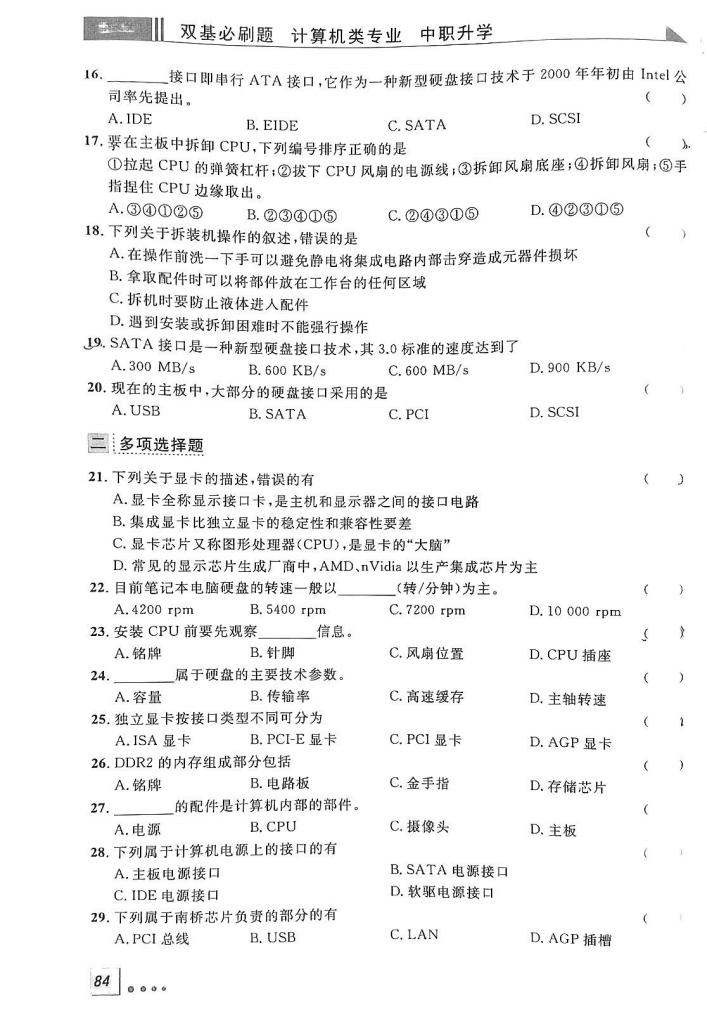 双基必刷题 计算机类专业 中职升学
16.________接口即串行 ATA 接口,它作为一种新型硬盘接口技术于 2000 年年初由 Intel 公
司率先提出。 ( )
A. IDE B. EIDE C. SATA D. SCSI
17. 要在主板中拆卸 CPU,下列编号排序正确的是 ( )
①拉起 CPU 的弹簧杠杆;②拔下 CPU 风扇的电源线;③拆卸风扇底座;④拆卸风扇;⑤手
指捏住 CPU 边缘取出。
A. ③④①②⑤ B. ②③④①⑤ C. ②④③①⑤ D. ④②③①⑤
18. 下列关于拆装机操作的叙述,错误的是 ( )
A. 在操作前洗一下手可以避免静电将集成电路内部击穿造成元器件损坏
B. 拿取配件时可以将部件放在工作台的任何区域
C. 拆机时要防止液体进入配件
D. 遇到安装或拆卸困难时不能强行操作
19. SATA 接口是一种新型硬盘接口技术,其 3.0 标准的速度达到了
A. 300 MB/s B. 600 KB/s C. 600 MB/s D. 900 KB/s
20. 现在的主板中,大部分的硬盘接口采用的是 ( )
A. USB B. SATA C. PCI D. SCSI
二 多项选择题
21. 下列关于显卡的描述,错误的有 ( )
A. 显卡全称显示接口卡,是主机和显示器之间的接口电路
B. 集成显卡比独立显卡的稳定性和兼容性要差
C. 显卡芯片又称图形处理器(CPU),是显卡的“大脑”
D. 常见的显示芯片生成厂商中,AMD、nVidia 以生产集成芯片为主
22. 目前笔记本电脑硬盘的转速一般以________(转/分钟)为主。 ( )
A. 4200 rpm B. 5400 rpm C. 7200 rpm D. 10 000 rpm
23. 安装 CPU 前要先观察________信息。 ( )
A. 铭牌 B. 针脚 C. 风扇位置 D. CPU 插座
24. ________属于硬盘的主要技术参数。 ( )
A. 容量 B. 传输率 C. 高速缓存 D. 主轴转速
25. 独立显卡按接口类型不同可分为 ( )
A. ISA 显卡 B. PCI-E 显卡 C. PCI 显卡 D. AGP 显卡
26. DDR2 的内存组成部分包括 ( )
A. 铭牌 B. 电路板 C. 金手指 D. 存储芯片
27. ________的配件是计算机内部的部件。 (
A. 电源 B. CPU C. 摄像头 D. 主板
28. 下列属于计算机电源上的接口的有 ( )
A. 主板电源接口 B. SATA 电源接口
C. IDE 电源接口 D. 软驱电源接口
29. 下列属于南桥芯片负责的部分的有 (
A. PCI 总线 B. USB C. LAN D. AGP 插槽
84